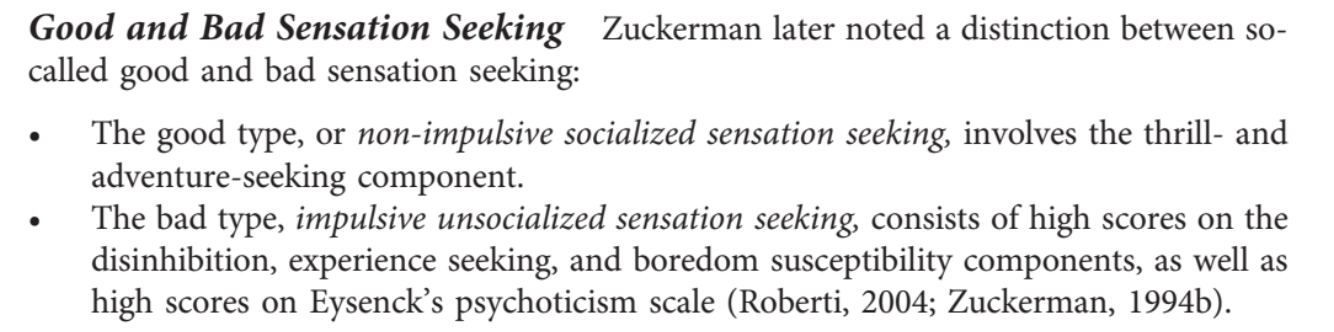 Good and Bad Sensation Seeking Zuckerman later noted a distinction between so-
called good and bad sensation seeking:
• The good type, or non-impulsive socialized sensation seeking, involves the thrill- and
adventure-seeking component.
• The bad type, impulsive unsocialized sensation seeking, consists of high scores on the
disinhibition, experience seeking, and boredom susceptibility components, as well as
high scores on Eysenck’s psychoticism scale (Roberti, 2004; Zuckerman, 1994b).